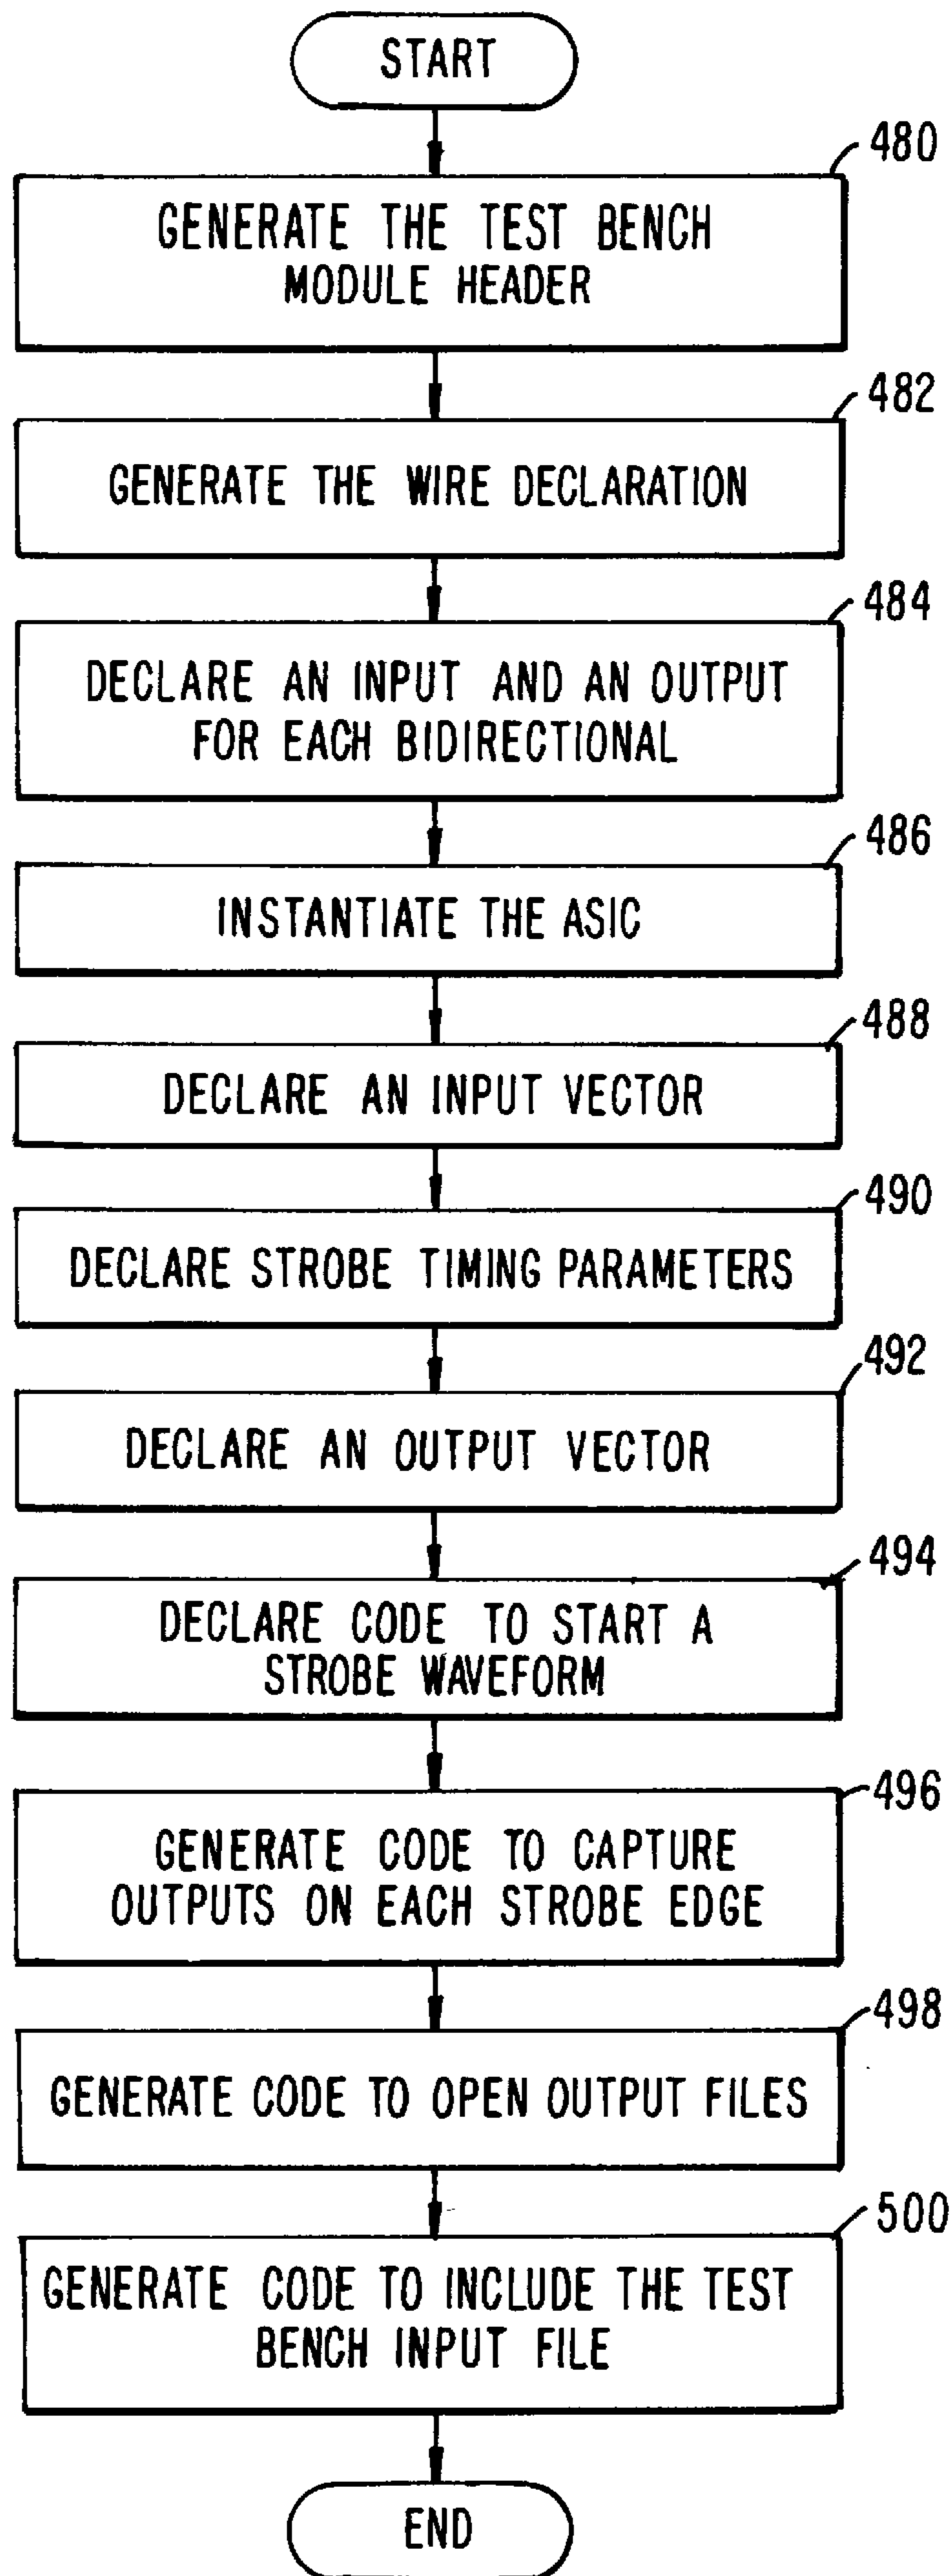 START
480
GENERATE THE TEST BENCH
MODULE HEADER
482
GENERATE THE WIRE DECLARATION
484
DECLARE AN INPUT AND AN OUTPUT
FOR EACH BIDIRECTIONAL
486
INSTANTIATE THE ASIC
488
DECLARE AN INPUT VECTOR
490
DECLARE STROBE TIMING PARAMETERS
492
DECLARE AN OUTPUT VECTOR
494
DECLARE CODE TO START A
STROBE WAVEFORM
496
GENERATE CODE TO CAPTURE
OUTPUTS ON EACH STROBE EDGE
498
GENERATE CODE TO OPEN OUTPUT FILES
500
GENERATE CODE TO INCLUDE THE TEST
BENCH INPUT FILE
END